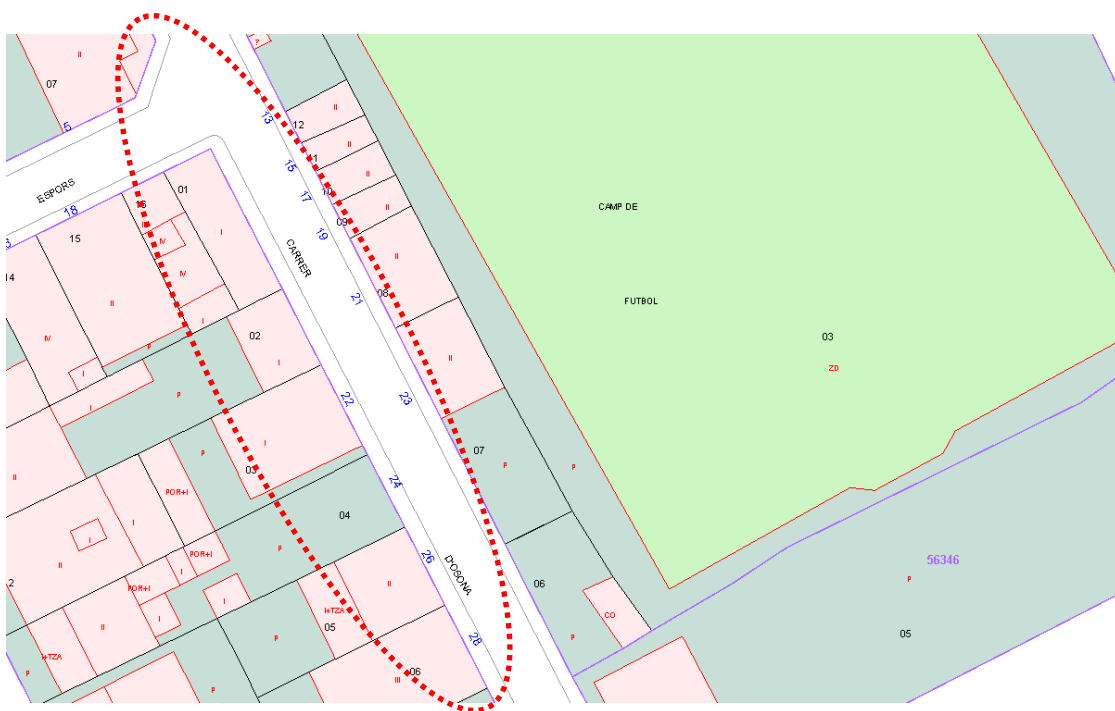 II
P
07
5
13
II
12
II
11
15
II
10
17
II
09
19
ESPORS
18
16
01
II
IV
I
15
CARRER
CAMP DE
14
IV
II
II
21
08
FUTBOL
03
ZD
I
02
I
IV
P
II
I
I
P
22
23
I
P
03
07
P
P
II
POR+I
24
I
04
I
POR+I
P
26
56346
II
I
P
D'OSONA
06
2
POR+I
I
II
I+TZA
CO
II
I
05
28
P
05
P
I+TZA
P
06
III
P